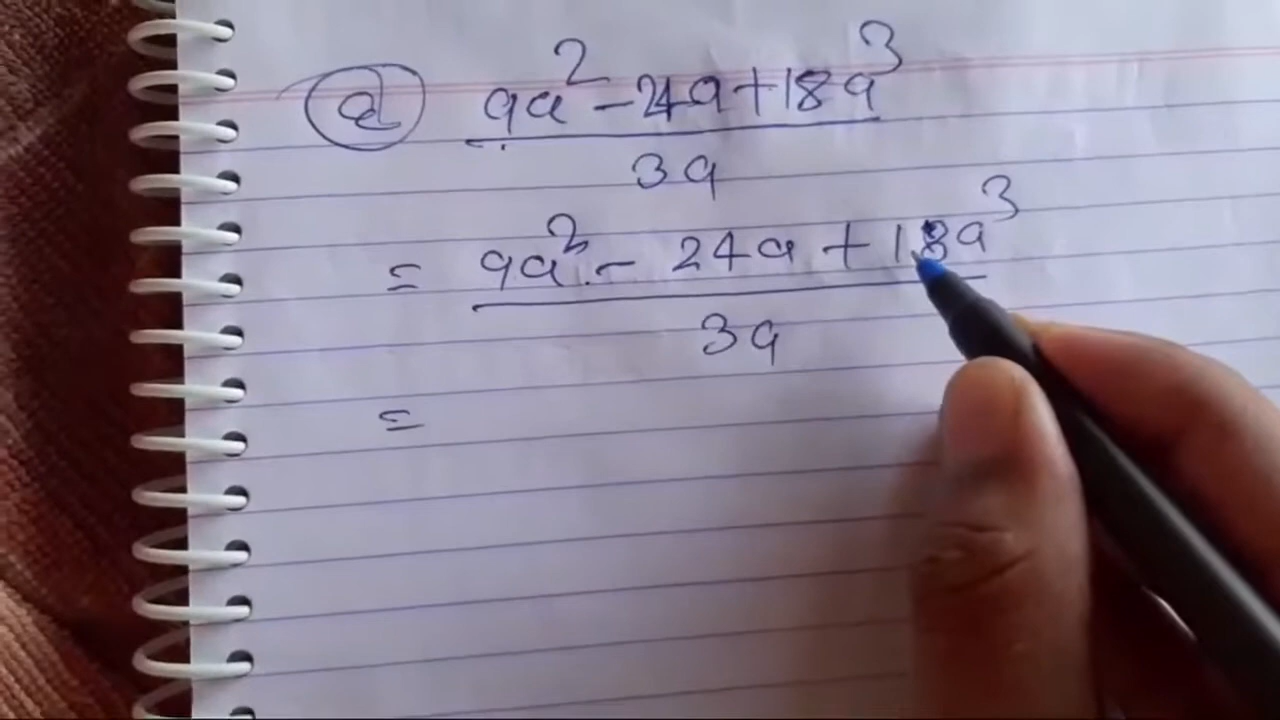 (d) 9a² - 24a + 18a³
3a
= 9a² - 24a + 18a³
3a
=